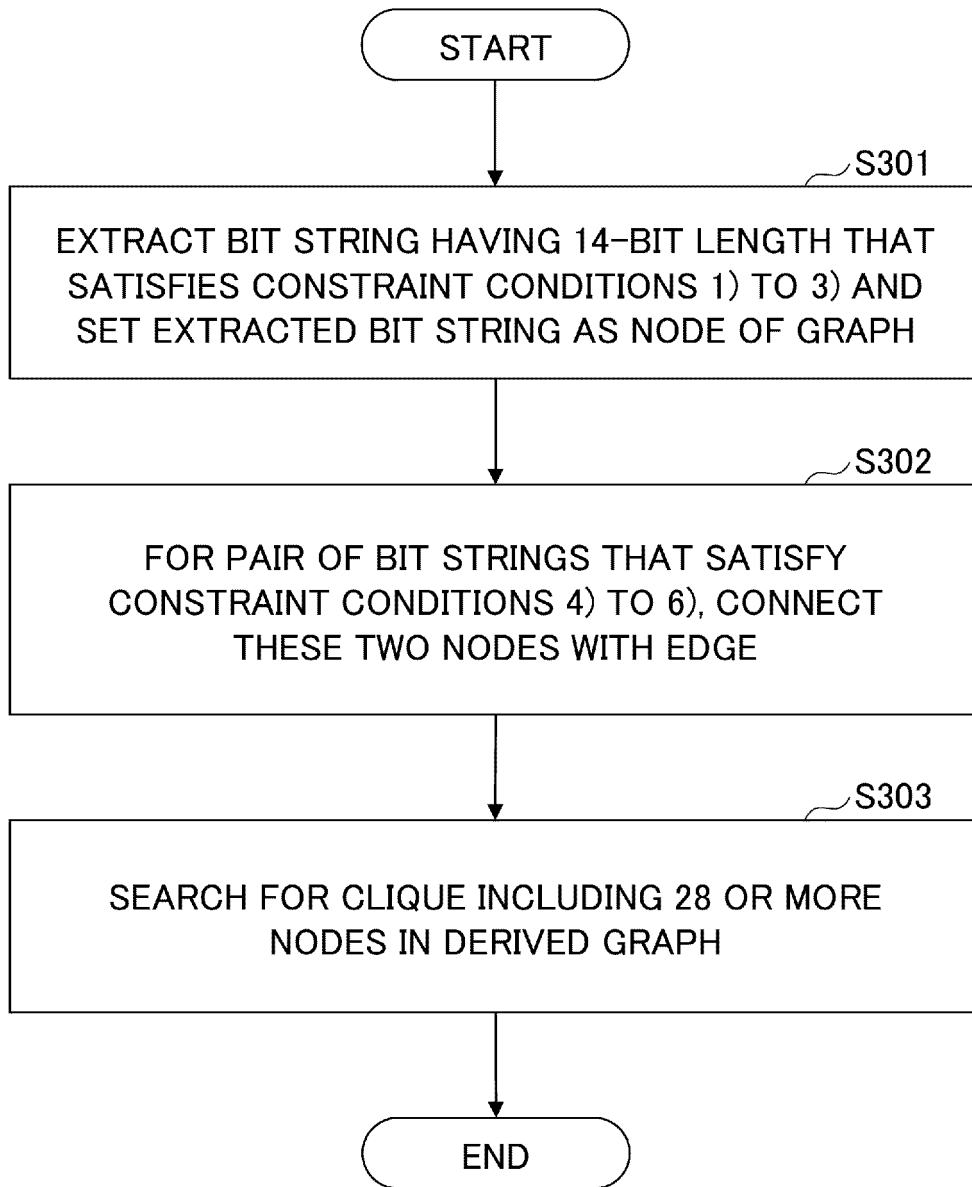 START
S301
EXTRACT BIT STRING HAVING 14-BIT LENGTH THAT
SATISFIES CONSTRAINT CONDITIONS 1) TO 3) AND
SET EXTRACTED BIT STRING AS NODE OF GRAPH
S302
FOR PAIR OF BIT STRINGS THAT SATISFY
CONSTRAINT CONDITIONS 4) TO 6), CONNECT
THESE TWO NODES WITH EDGE
S303
SEARCH FOR CLIQUE INCLUDING 28 OR MORE
NODES IN DERIVED GRAPH
END